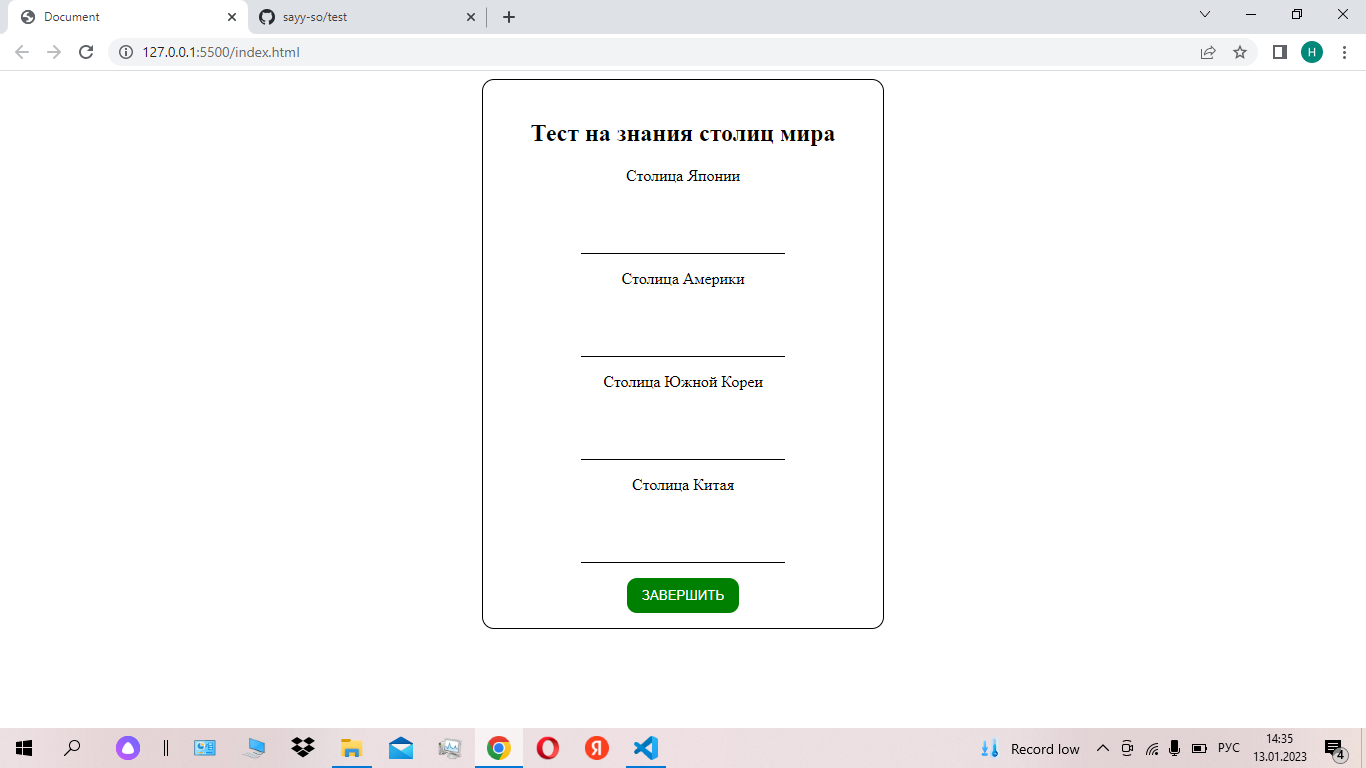 Document
sayy-so/test
127.0.0.1:5500/index.html
H
Тест на знания столиц мира
Столица Японии
Столица Америки
Столица Южной Кореи
Столица Китая
ЗАВЕРШИТЬ
Я
Record low
РУС
14:35
13.01.2023
4